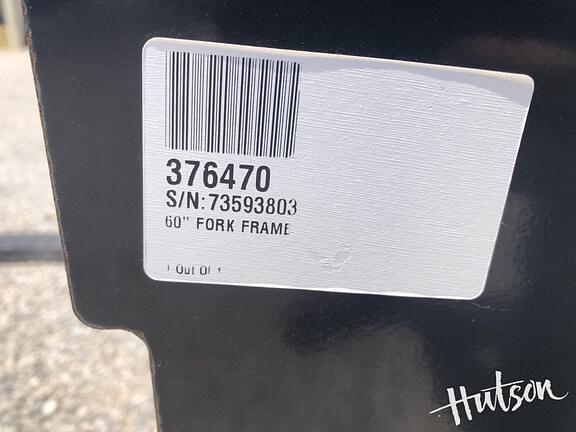 376470
S/N:73593803
60" FORK FRAME
1 Out Of 1
Hutson